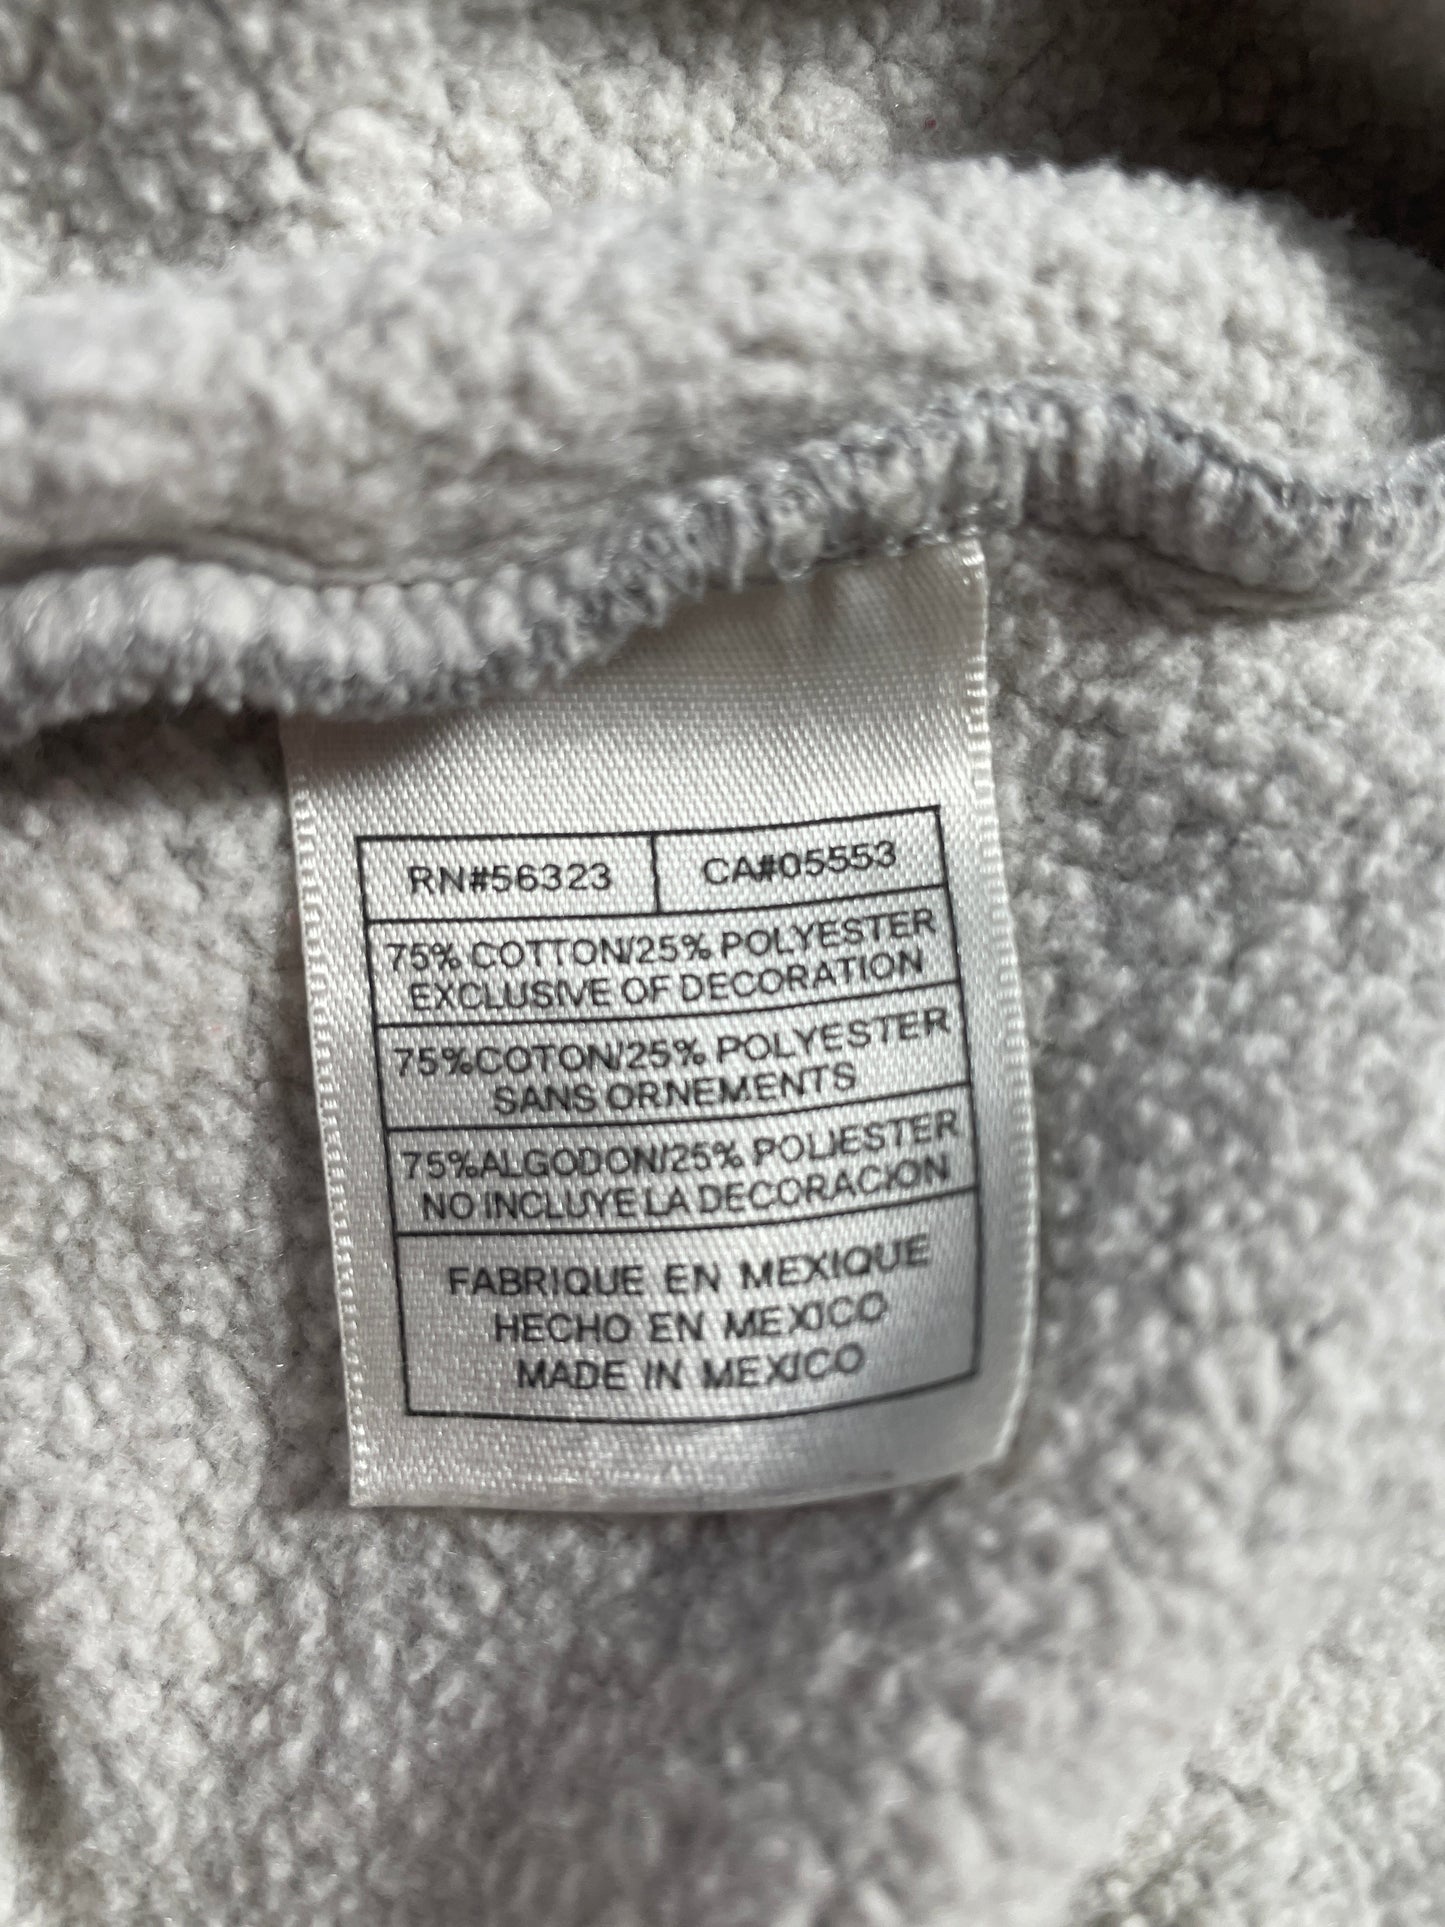 RN#56323 CA#05553
75% COTTON/25% POLYESTER
EXCLUSIVE OF DECORATION
75%COTON/25% POLYESTER
SANS ORNEMENTS
75%ALGODON/25% POLIESTER
NO INCLUYE LA DECORACION
FABRIQUE EN MEXIQUE
HECHO EN MEXICO
MADE IN MEXICO